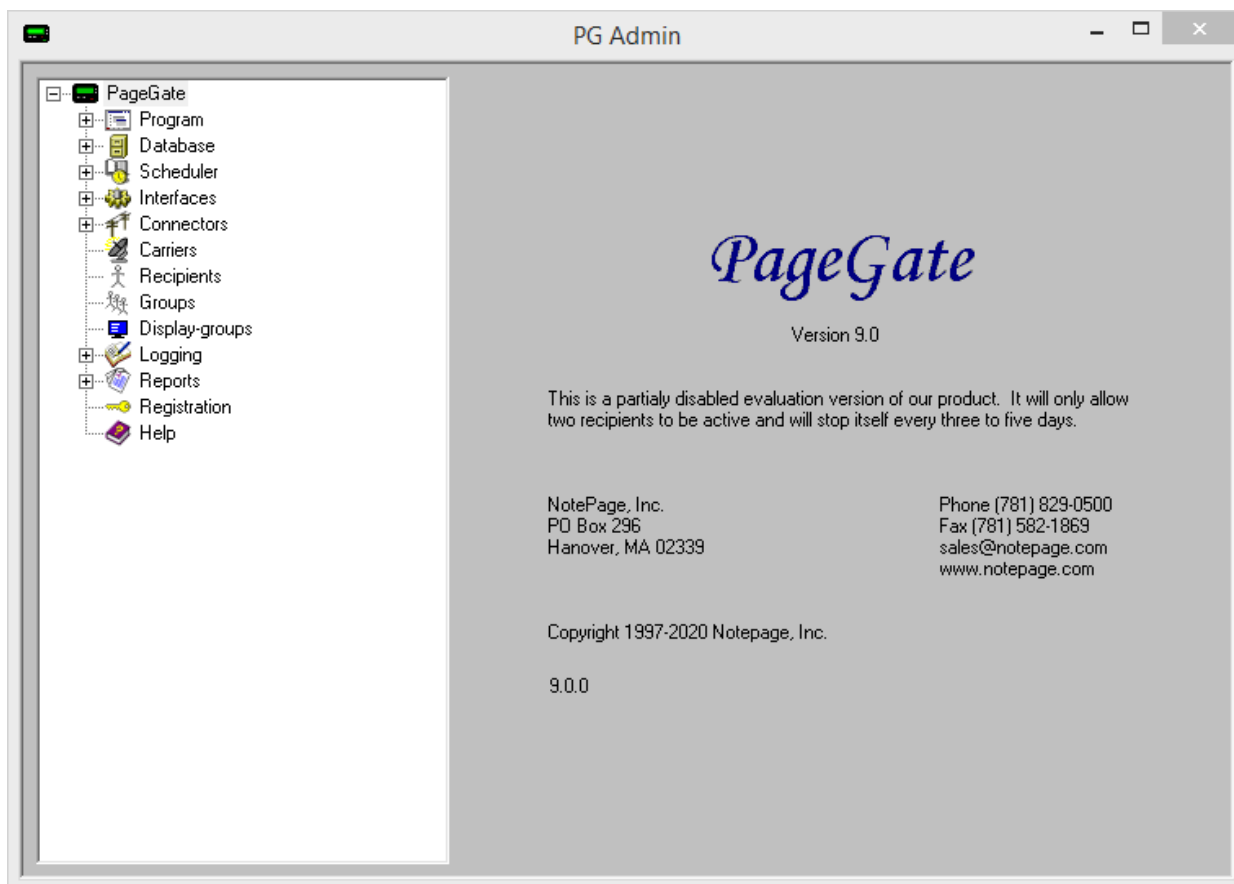 PG Admin
PageGate
Program
Database
Scheduler
Interfaces
Connectors
Carriers
Recipients
Groups
Display-groups
Logging
Reports
Registration
Help
PageGate
Version 9.0
This is a partialy disabled evaluation version of our product. It will only allow
two recipients to be active and will stop itself every three to five days.
NotePage, Inc.
PO Box 296
Hanover, MA 02339
Phone (781) 829-0500
Fax (781) 582-1869
sales@notepage.com
www.notepage.com
Copyright 1997-2020 Notepage, Inc.
9.0.0